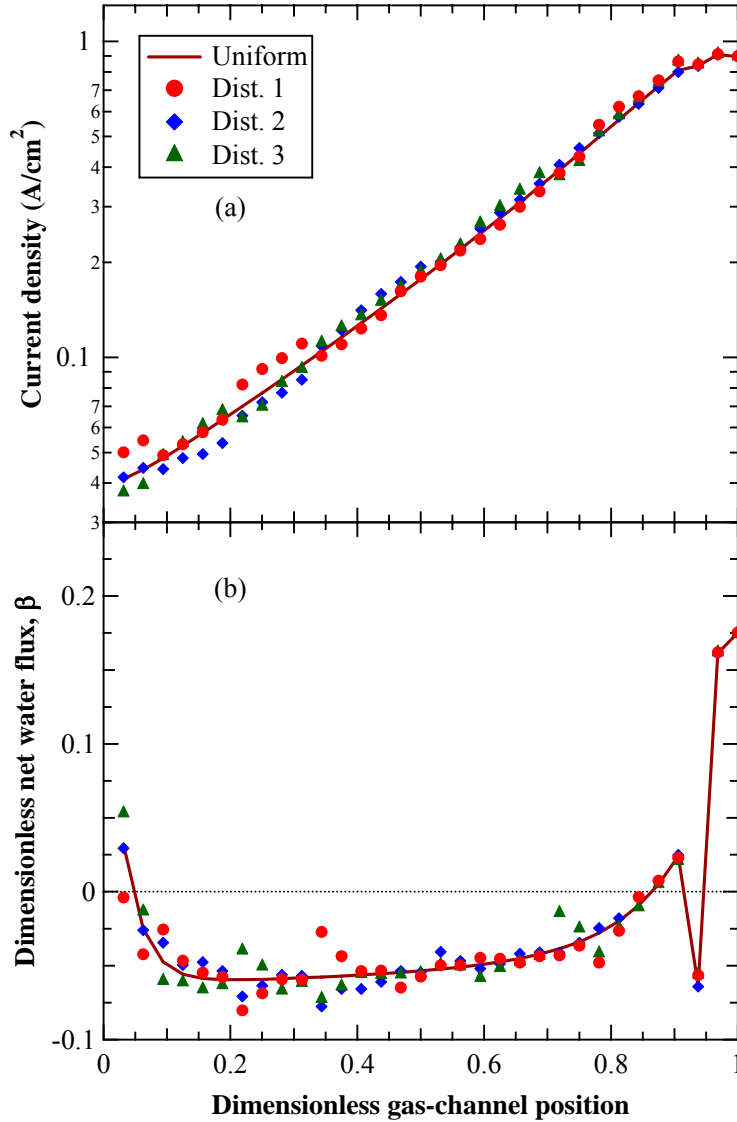 Uniform
Dist. 1
Dist. 2
Dist. 3
(a)
Current density (A/cm²)
1
9
8
7
6
5
4
3
2
0.1
7
6
5
4
3
(b)
Dimensionless net water flux, β
0.2
0.1
0
-0.1
0
0.2
0.4
0.6
0.8
1
Dimensionless gas-channel position